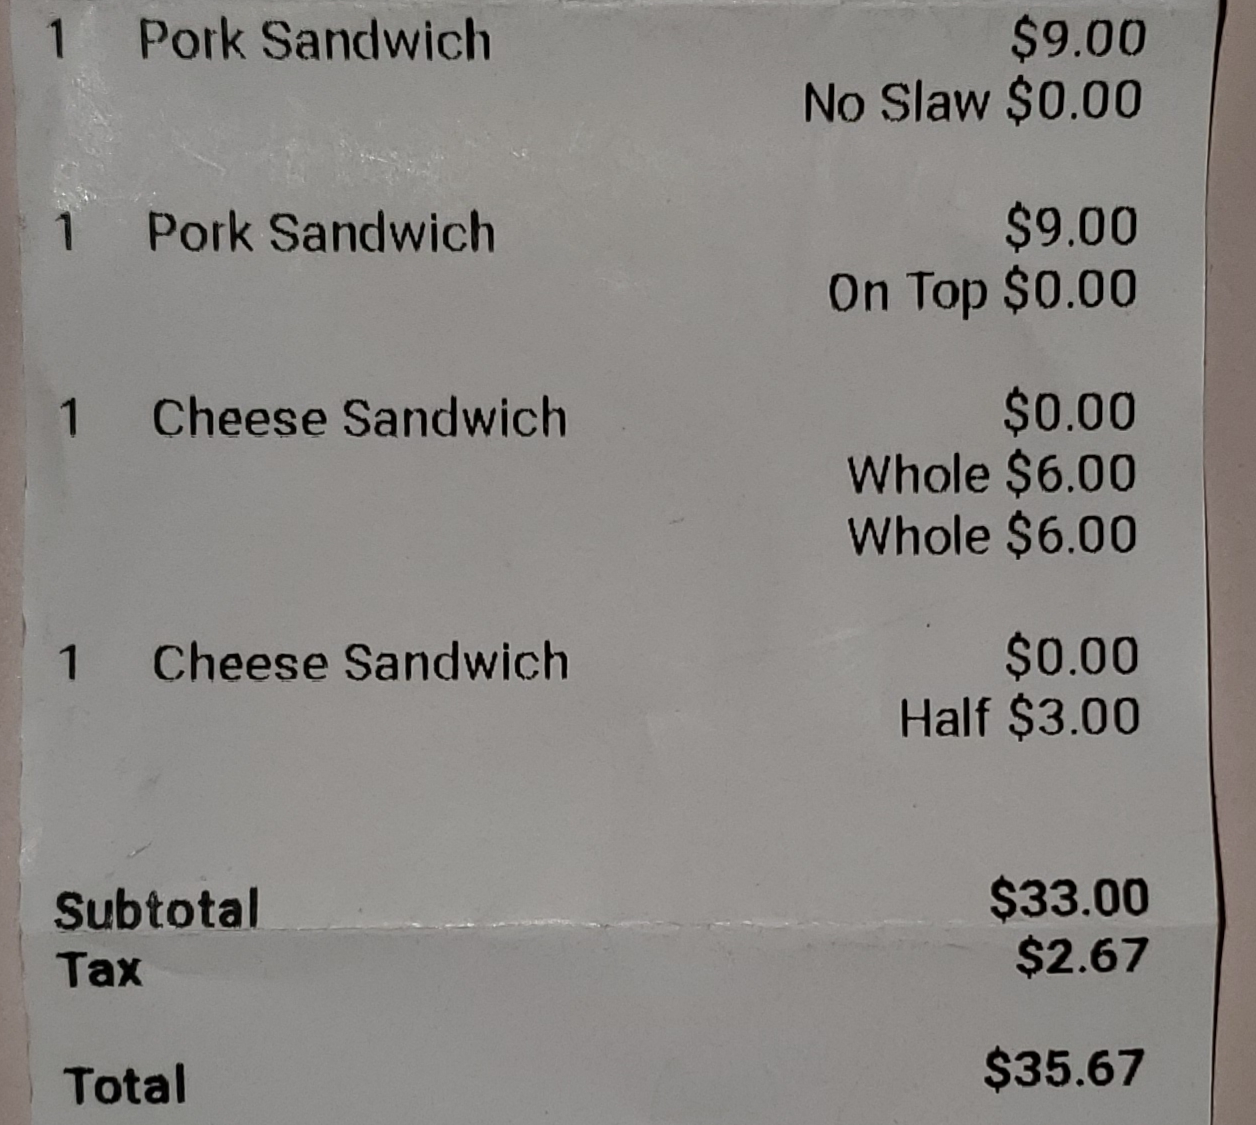 1 Pork Sandwich $9.00
No Slaw $0.00
1 Pork Sandwich $9.00
On Top $0.00
1 Cheese Sandwich $0.00
Whole $6.00
Whole $6.00
1 Cheese Sandwich $0.00
Half $3.00
Subtotal $33.00
Tax $2.67
Total $35.67